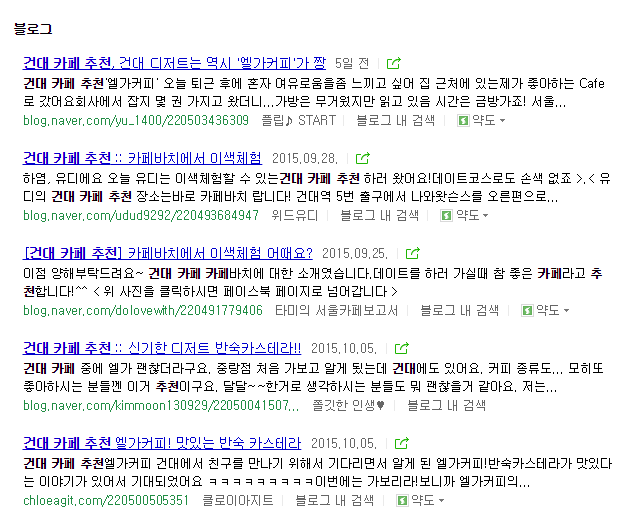 블로그
건대 카페 추천, 건대 디저트는 역시 '엘가커피'가 짱 5일 전
건대 카페 추천'엘가커피' 오늘 퇴근 후에 혼자 여유로움을좀 느끼고 싶어 집 근처에 있는제가 좋아하는 Cafe
로 갔어요회사에서 잡지 몇 권 가지고 왔더니...가방은 무거웠지만 읽고 있음 시간은 금방가죠! 서울...
blog.naver.com/yu_1400/220503436309 플립♪ START 블로그 내 검색 약도
건대 카페 추천 :: 카페바치에서 이색체험 2015.09.28.
하염, 유디에요 오늘 유디는 이색체험할 수 있는건대 카페 추천 하러 왔어요!데이트코스로도 손색 없죠 >.< 유
디의 건대 카페 추천 장소는바로 카페바치 랍니다! 건대역 5번 출구에서 나와왓슨스를 오른편으로...
blog.naver.com/udud9292/220493684947 위드유디 블로그 내 검색 약도
[건대 카페 추천] 카페바치에서 이색체험 어때요? 2015.09.25.
이점 양해부탁드려요~ 건대 카페 카페바치에 대한 소개였습니다.데이트를 하러 가실때 참 좋은 카페라고 추
천합니다!^^ < 위 사진을 클릭하시면 페이스북 페이지로 넘어갑니다 >
blog.naver.com/dolovewith/220491779406 타미의 서울카페보고서 블로그 내 검색 약도
건대 카페 추천 :: 신기한 디저트 반숙카스테라!! 2015.10.05.
건대 카페 중에 엘가 괜찮더라구요. 중랑점 처음 가보고 알게 됬는데 건대에도 있어요. 커피 종류도... 모히또
좋아하시는 분들껜 이거 추천이구요. 달달~~한거로 생각하시는 분들도 뭐 괜찮을거 같아요. 저는...
blog.naver.com/kimmoon130929/22050041507... 쫄깃한 인생♥ 블로그 내 검색
건대 카페 추천 엘가커피! 맛있는 반숙 카스테라 2015.10.05.
건대 카페 추천엘가커피 건대에서 친구를 만나기 위해서 기다리면서 알게 된 엘가커피!반숙카스테라가 맛있다
는 이야기가 있어서 기대되었어요 ㅋㅋㅋㅋㅋㅋㅋㅋㅋ이번에는 가보리라!보니까 엘가커피의...
chloeagit.com/220500505351 클로이아지트 블로그 내 검색 약도